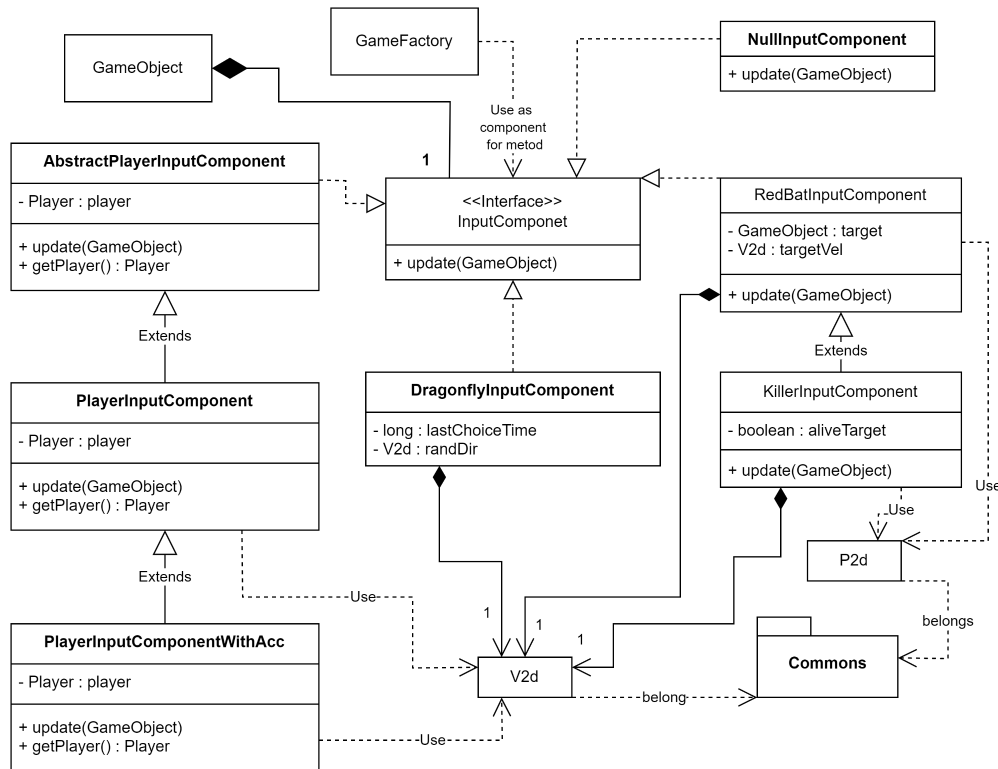 GameObject
GameFactory
NullInputComponent
+ update(GameObject)
Use as
component
for metod
1
AbstractPlayerInputComponent
- Player : player
+ update(GameObject)
+ getPlayer() : Player
<<Interface>>
InputComponet
+ update(GameObject)
RedBatInputComponent
- GameObject : target
- V2d : targetVel
+ update(GameObject)
Extends
Extends
PlayerInputComponent
- Player : player
+ update(GameObject)
+ getPlayer() : Player
DragonflyInputComponent
- long : lastChoiceTime
- V2d : randDir
KillerInputComponent
- boolean : aliveTarget
+ update(GameObject)
Use
Use
P2d
Extends
Use
1
1
1
belongs
PlayerInputComponentWithAcc
- Player : player
+ update(GameObject)
+ getPlayer() : Player
V2d
Commons
belong
Use